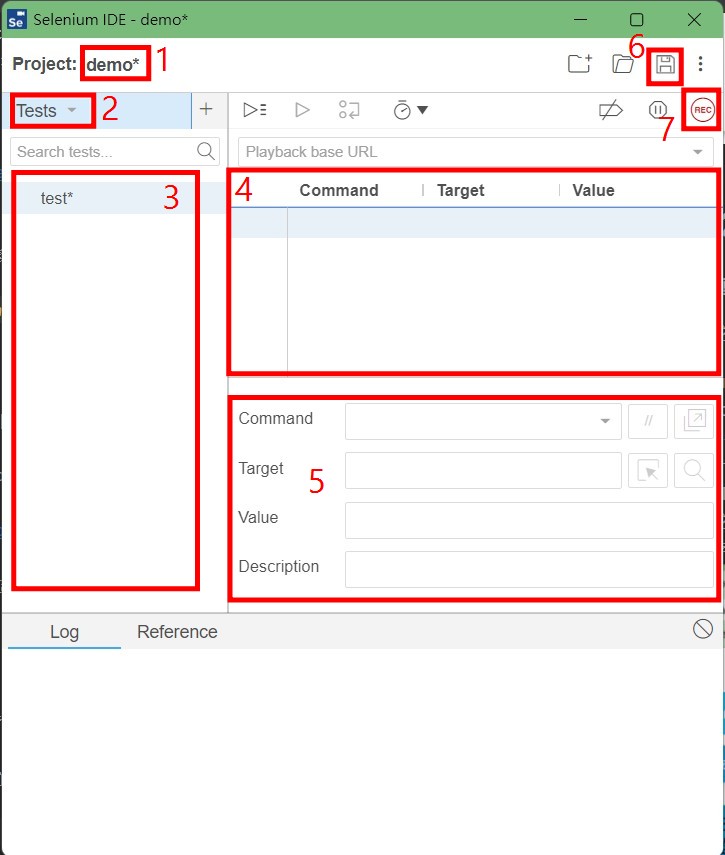 Se Selenium IDE - demo*
Project: demo* 1
6
Tests 2
7 REC
Search tests...
Playback base URL
test* 3
4 Command Target Value
Command //
Target
5
Value
Description
Log Reference